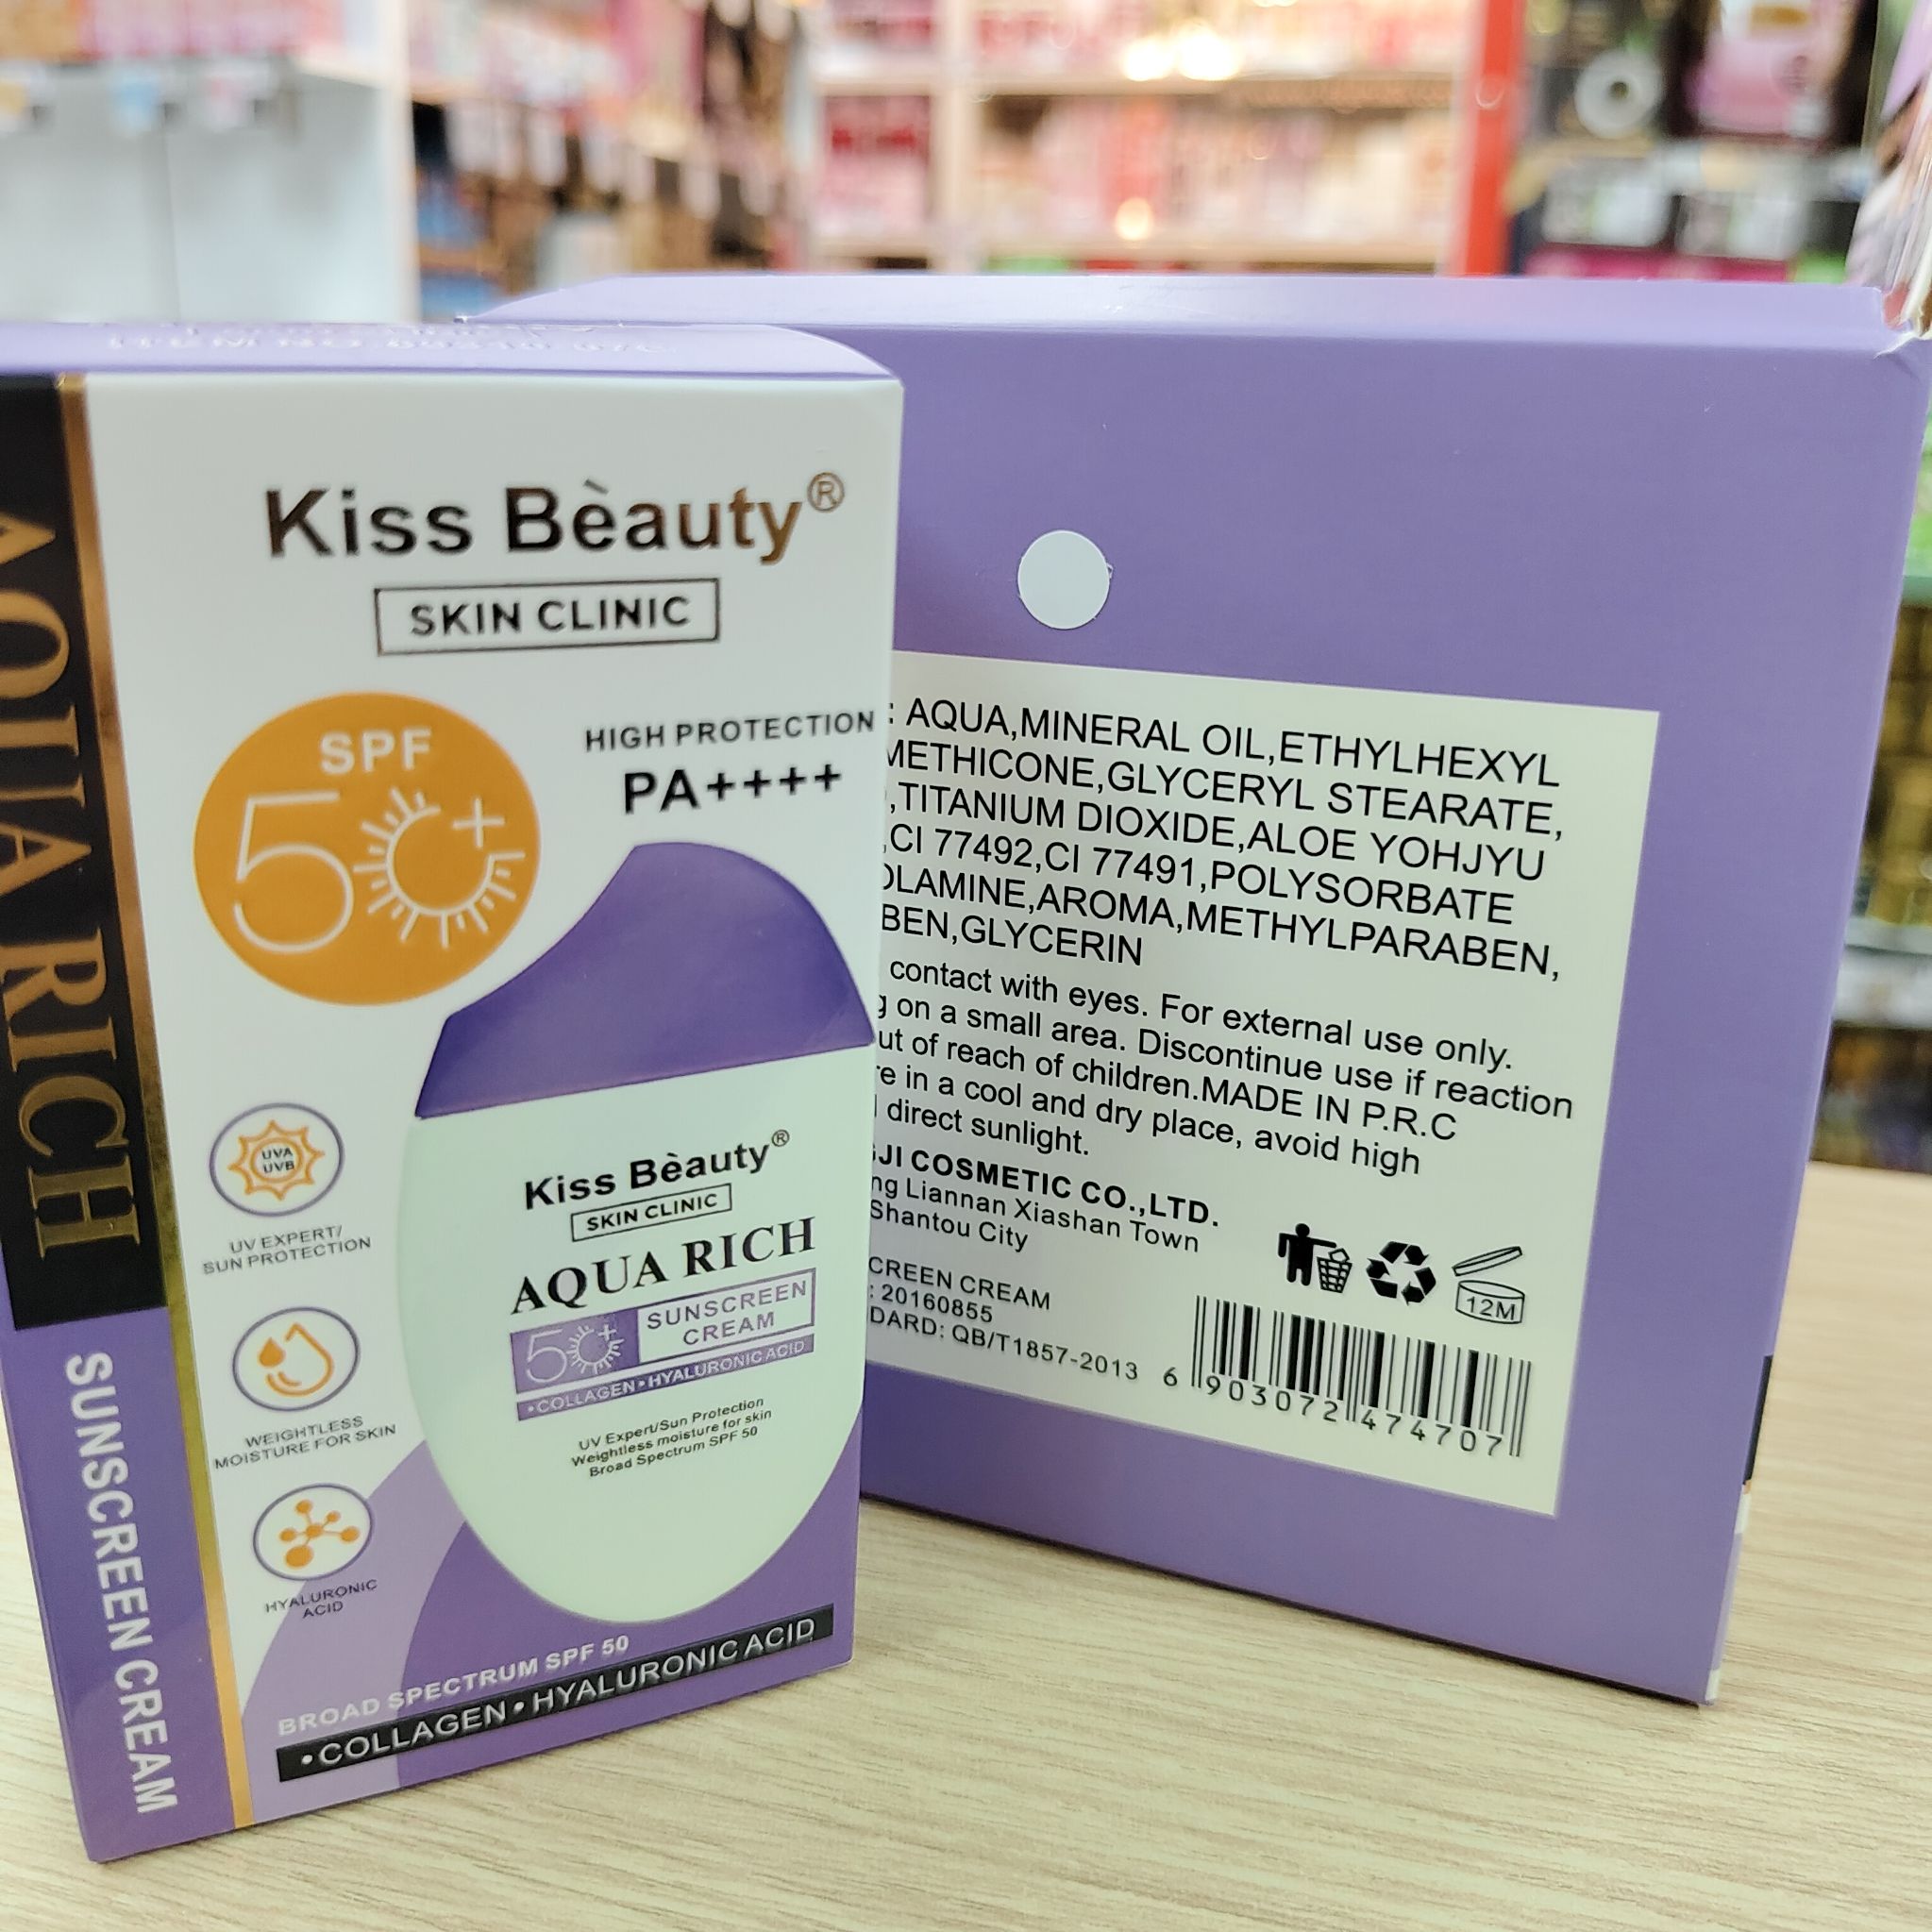 Kiss Bèauty®
SKIN CLINIC
SPF
50+
HIGH PROTECTION
PA++++
AQUA RICH
SUNSCREEN CREAM
UVA
UVB
UV EXPERT/
SUN PROTECTION
WEIGHTLESS
MOISTURE FOR SKIN
HYALURONIC
ACID
Kiss Bèauty®
SKIN CLINIC
AQUA RICH
50+
SUNSCREEN
CREAM
•COLLAGEN•HYALURONIC ACID
UV Expert/Sun Protection
Weightless moisture for skin
Broad Spectrum SPF 50
BROAD SPECTRUM SPF 50
•COLLAGEN•HYALURONIC ACID
: AQUA,MINERAL OIL,ETHYLHEXYL
METHICONE,GLYCERYL STEARATE,
,TITANIUM DIOXIDE,ALOE YOHJYU
,CI 77492,CI 77491,POLYSORBATE
OLAMINE,AROMA,METHYLPARABEN,
BEN,GLYCERIN
contact with eyes. For external use only.
g on a small area. Discontinue use if reaction
ut of reach of children.MADE IN P.R.C
re in a cool and dry place, avoid high
direct sunlight.
JI COSMETIC CO.,LTD.
ng Liannan Xiashan Town
Shantou City
CREEN CREAM
: 20160855
DARD: QB/T1857-2013
12M
6 903072 474707